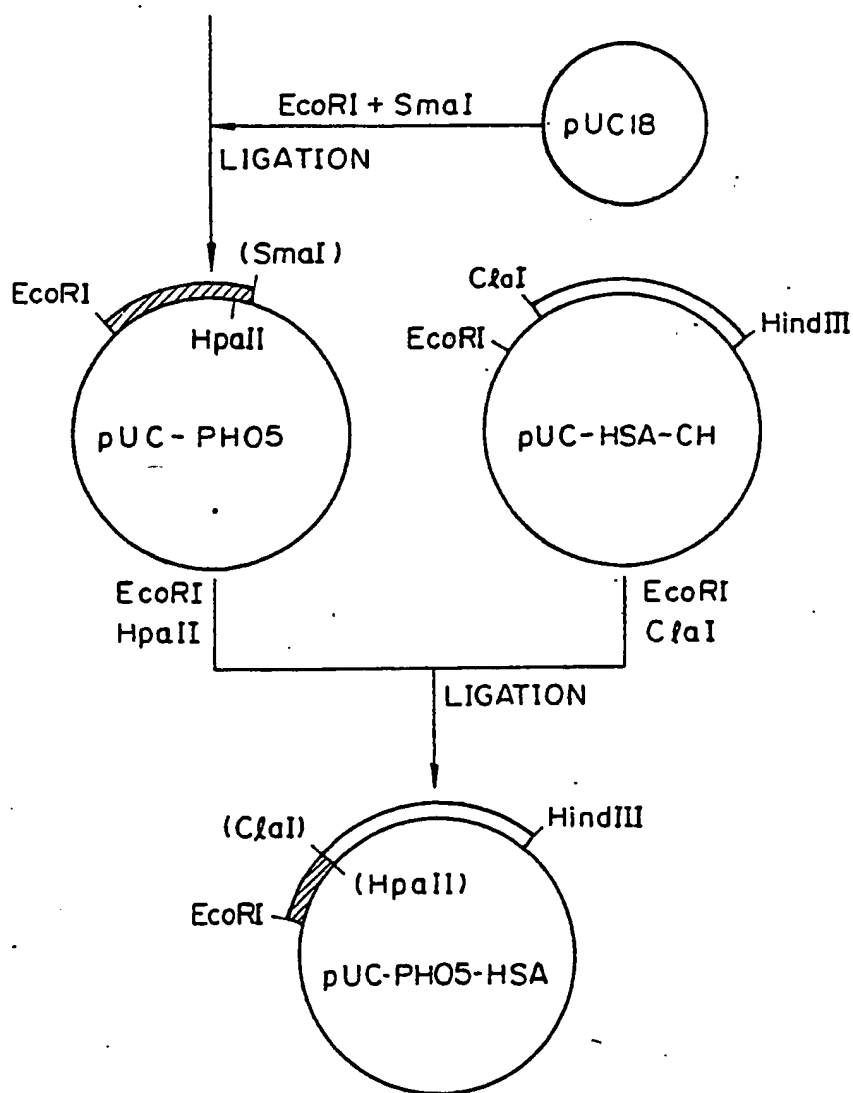 EcoRI + SmaI
pUC18
LIGATION
(SmaI)
EcoRI
HpaII
ClaI
EcoRI
HindIII
pUC-PHO5
pUC-HSA-CH
EcoRI
HpaII
EcoRI
ClaI
LIGATION
(ClaI)
HindIII
(HpaII)
EcoRI
pUC-PHO5-HSA